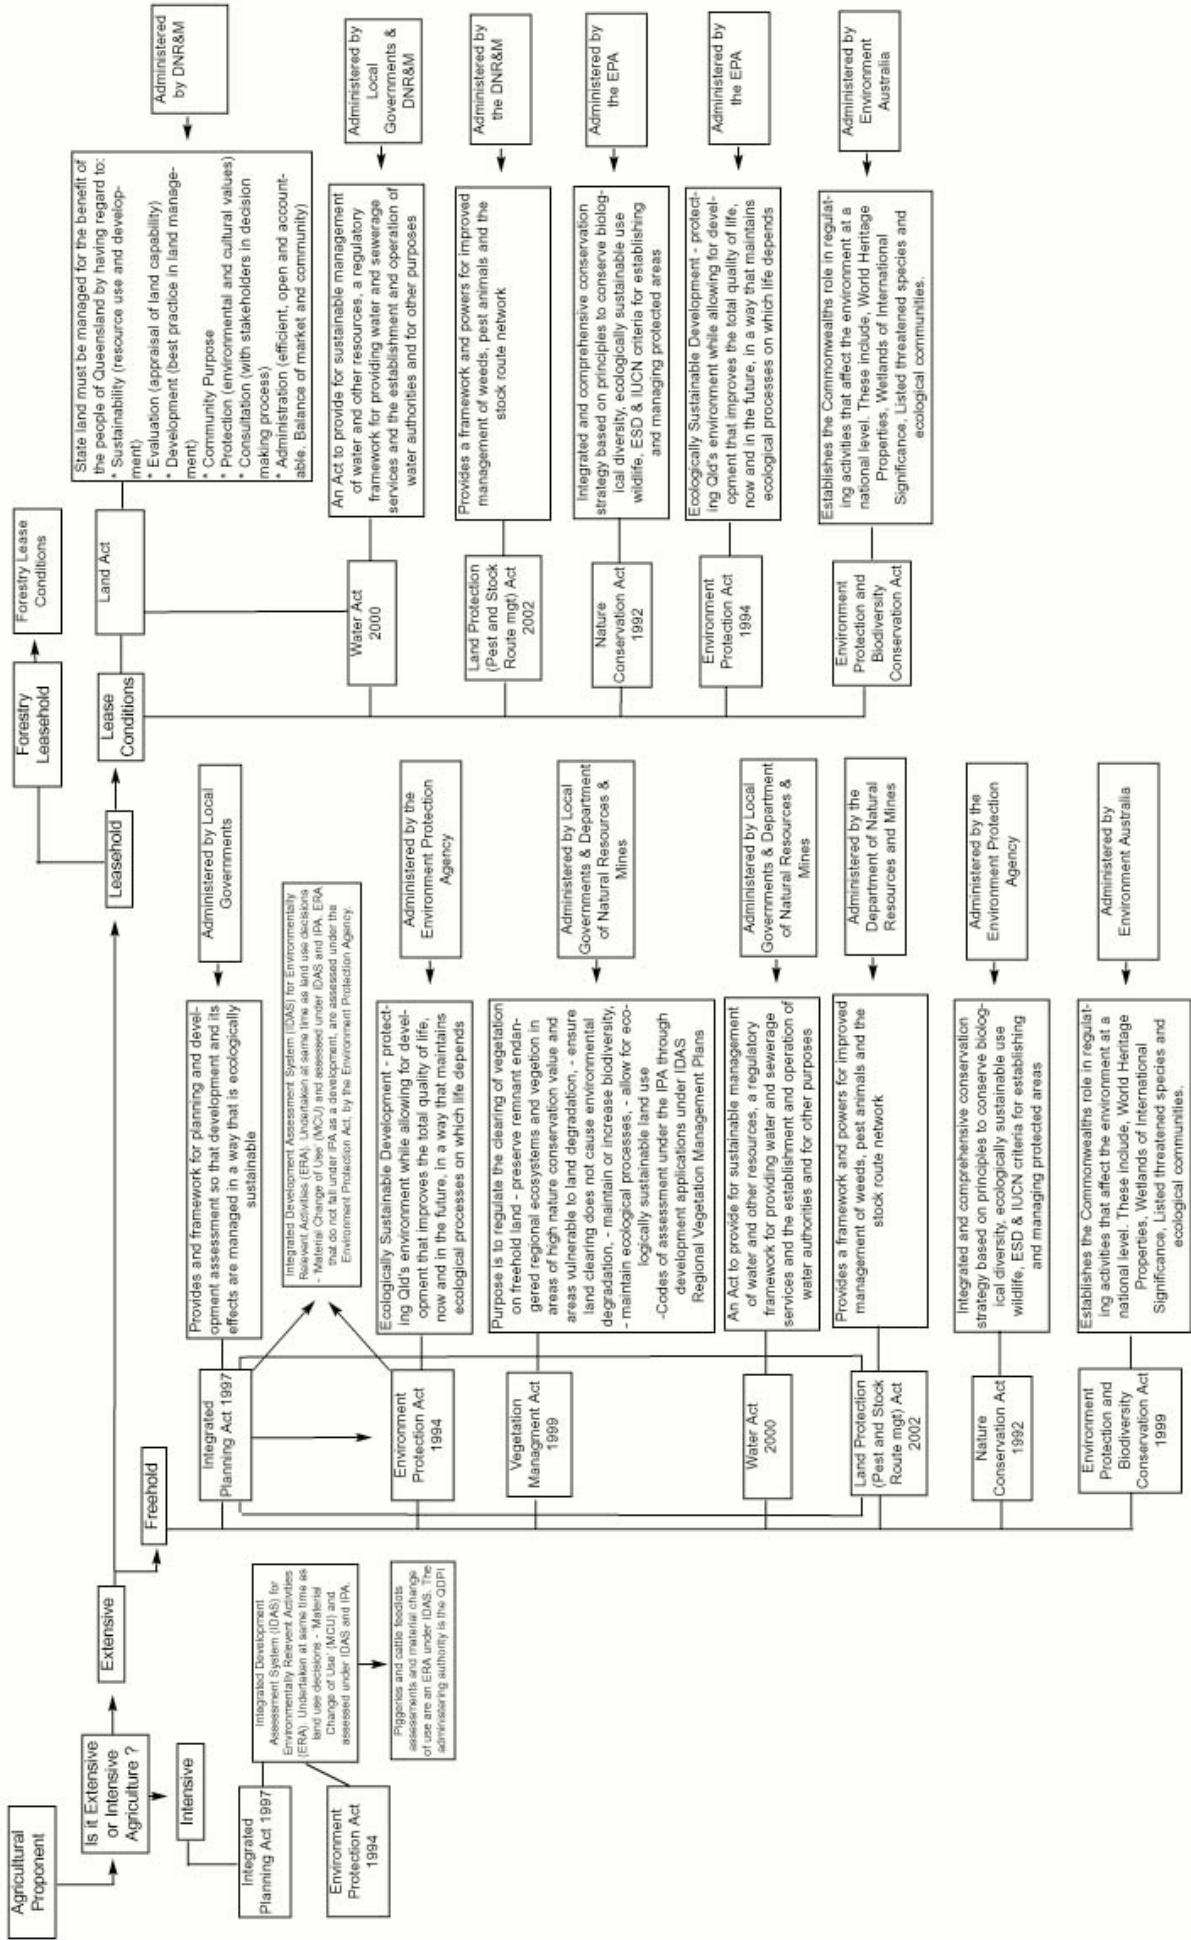 Agricultural
Proponent
Is it Extensive
or Intensive
Agriculture ?
Intensive
Integrated
Planning Act 1997
Environment
Protection Act
1994
Integrated Development
Assessment System (IDAS) for
Environmentally Relevent Activities
(ERA). Undertaken at same time as
land use decisions - 'Material
Change of Use' (MCU) and
assessed under IDAS and IPA.
Piggeries and cattle feedlots
assessments and material change
of use are an ERA under IDAS. The
administering authority is the QDPI
Extensive
Freehold
Integrated
Planning Act 1997
Provides and framework for planning and devel-
opment assessment so that development and its
effects are managed in a way that is ecologically
sustainable
Administered by Local
Governments
Integrated Development Assessment System (IDAS) for Environmentally
Relevant Activities (ERA). Undertaken at same time as land use decisions
- 'Material Change of Use' (MCU) and assessed under IDAS and IPA. ERA
that do not fall under IPA as a development, are assessed under the
Environment Protection Act, by the Environment Protection Agency.
Environment
Protection Act
1994
Ecologically Sustainable Development - protect-
ing Qld's environment while allowing for devel-
opment that improves the total quality of life,
now and in the future, in a way that maintains
ecological processes on which life depends
Administered by the
Environment Protection
Agency
Vegetation
Managment Act
1999
Purpose is to regulate the clearing of vegetation
on freehold land - preserve remnant endan-
gered regional ecosystems and vegetion in
areas of high nature conservation value and
areas vulnerable to land degradation, - ensure
land clearing does not cause environmental
degradation, - maintain or increase biodiversity,
- maintain ecological processes, - allow for eco-
logically sustainable land use
-Codes of assessment under the IPA through
development applications under IDAS
Regional Vegetation Management Plans
Administered by Local
Governments & Department
of Natural Resources &
Mines
Water Act
2000
An Act to provide for sustainable management
of water and other resources, a regulatory
framework for providing water and sewerage
services and the establishment and operation of
water authorities and for other purposes
Administered by Local
Governments & Department
of Natural Resources &
Mines
Land Protection
(Pest and Stock
Route mgt) Act
2002
Provides a framework and powers for improved
management of weeds, pest animals and the
stock route network
Administered by the
Department of Natural
Resources and Mines
Nature
Conservation Act
1992
Integrated and comprehensive conservation
strategy based on principles to conserve biolog-
ical diversity, ecologically sustainable use
wildlife, ESD & IUCN criteria for establishing
and managing protected areas
Administered by the
Environment Protection
Agency
Environment
Protection and
Biodiversity
Conservation Act
1999
Establishes the Commonwealths role in regulat-
ing activities that affect the environment at a
national level. These include, World Heritage
Properties, Wetlands of International
Significance, Listed threatened species and
ecological communities.
Administered by
Environment Australia
Leasehold
Forestry
Leasehold
Forestry Lease
Conditions
Lease
Conditions
Land Act
State land must be managed for the benefit of
the people of Queensland by having regard to:
* Sustainability (resource use and develop-
ment)
* Evaluation (appraisal of land capability)
* Development (best practice in land manage-
ment)
* Community Purpose
* Protection (environmental and cultural values)
* Consultation (with stakeholders in decision
making process)
* Administration (efficient, open and account-
able. Balance of market and community)
Administered
by DNR&M
Water Act
2000
An Act to provide for sustainable management
of water and other resources, a regulatory
framework for providing water and sewerage
services and the establishment and operation of
water authorities and for other purposes
Administered by
Local
Governments &
DNR&M
Land Protection
(Pest and Stock
Route mgt) Act
2002
Provides a framework and powers for improved
management of weeds, pest animals and the
stock route network
Administered by
the DNR&M
Nature
Conservation Act
1992
Integrated and comprehensive conservation
strategy based on principles to conserve biolog-
ical diversity, ecologically sustainable use
wildlife, ESD & IUCN criteria for establishing
and managing protected areas
Administered by
the EPA
Environment
Protection Act
1994
Ecologically Sustainable Development - protect-
ing Qld's environment while allowing for devel-
opment that improves the total quality of life,
now and in the future, in a way that maintains
ecological processes on which life depends
Administered by
the EPA
Environment
Protection and
Biodiversity
Conservation Act
Establishes the Commonwealths role in regulat-
ing activities that affect the environment at a
national level. These include, World Heritage
Properties, Wetlands of International
Significance, Listed threatened species and
ecological communities.
Administered by
Environment
Australia